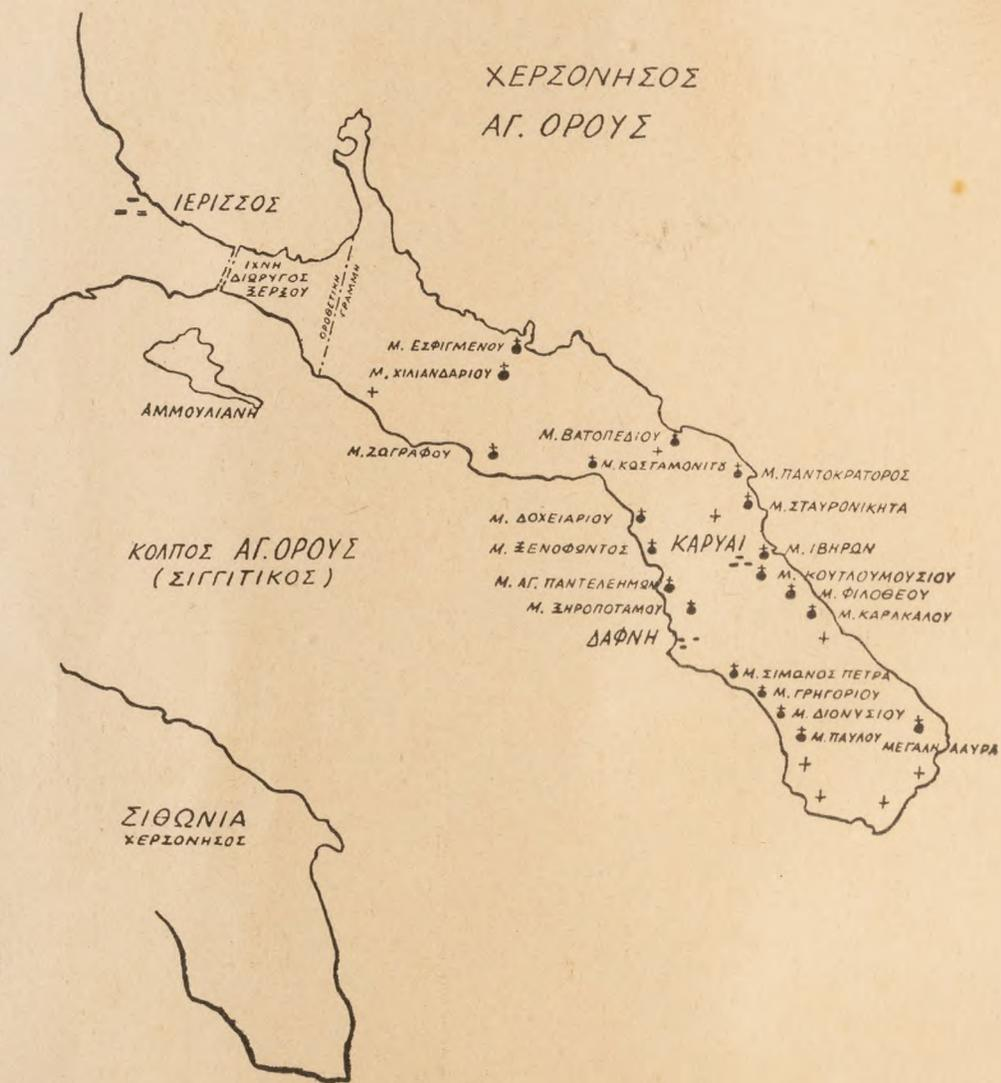 ΧΕΡΣΟΝΗΣΟΣ
ΑΓ. ΟΡΟΥΣ
ΙΕΡΙΣΣΟΣ
ΙΧΝΗ
ΔΙΩΡΥΓΟΣ
ΞΕΡΞΟΥ
ΟΡΟΘΕΤΙΚΗ
ΓΡΑΜΜΗ
ΑΜΜΟΥΛΙΑΝΗ
Μ. ΕΣΦΙΓΜΕΝΟΥ
Μ. ΧΙΛΙΑΝΔΑΡΙΟΥ
Μ. ΖΩΓΡΑΦΟΥ
Μ. ΒΑΤΟΠΕΔΙΟΥ
Μ. ΚΩΣΤΑΜΟΝΙΤΟΥ
Μ. ΠΑΝΤΟΚΡΑΤΟΡΟΣ
Μ. ΣΤΑΥΡΟΝΙΚΗΤΑ
Μ. ΔΟΧΕΙΑΡΙΟΥ
Μ. ΞΕΝΟΦΩΝΤΟΣ
ΚΑΡΥΑΙ
Μ. ΙΒΗΡΩΝ
Μ. ΚΟΥΤΛΟΥΜΟΥΣΙΟΥ
Μ. ΑΓ. ΠΑΝΤΕΛΕΗΜΩΝ
Μ. ΦΙΛΟΘΕΟΥ
Μ. ΞΗΡΟΠΟΤΑΜΟΥ
Μ. ΚΑΡΑΚΑΛΟΥ
ΔΑΦΝΗ
ΚΟΛΠΟΣ ΑΓ. ΟΡΟΥΣ
(ΣΙΓΓΙΤΙΚΟΣ)
Μ. ΣΙΜΩΝΟΣ ΠΕΤΡΑ
Μ. ΓΡΗΓΟΡΙΟΥ
Μ. ΔΙΟΝΥΣΙΟΥ
Μ. ΠΑΥΛΟΥ
ΜΕΓΑΛΗ ΛΑΥΡΑ
ΣΙΘΩΝΙΑ
ΧΕΡΣΟΝΗΣΟΣ